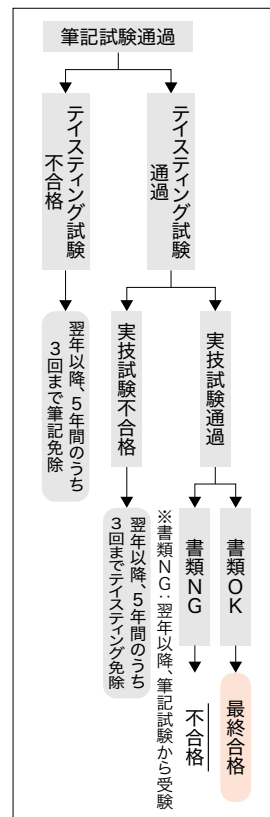 筆記試験通過
テイスティング試験
不合格
テイスティング試験
通過
翌年以降、5年間のうち
3回まで筆記免除
実技試験不合格
実技試験通過
翌年以降、5年間のうち
3回までテイスティング免除
※書類NG：翌年以降、筆記試験から受験
書類NG
書類OK
不合格
最終合格